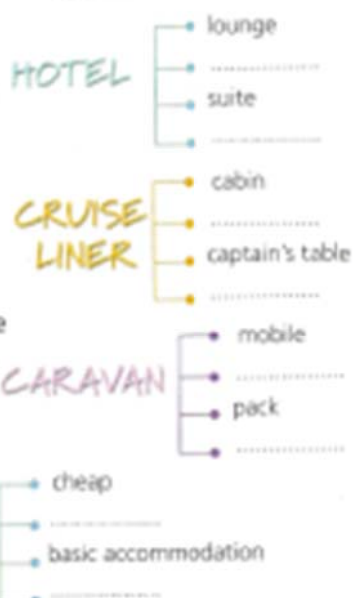 HOTEL
lounge
....................
suite
....................
CRUISE
LINER
cabin
....................
captain's table
....................
e
CARAVAN
mobile
....................
pack
....................
cheap
....................
basic accommodation
....................